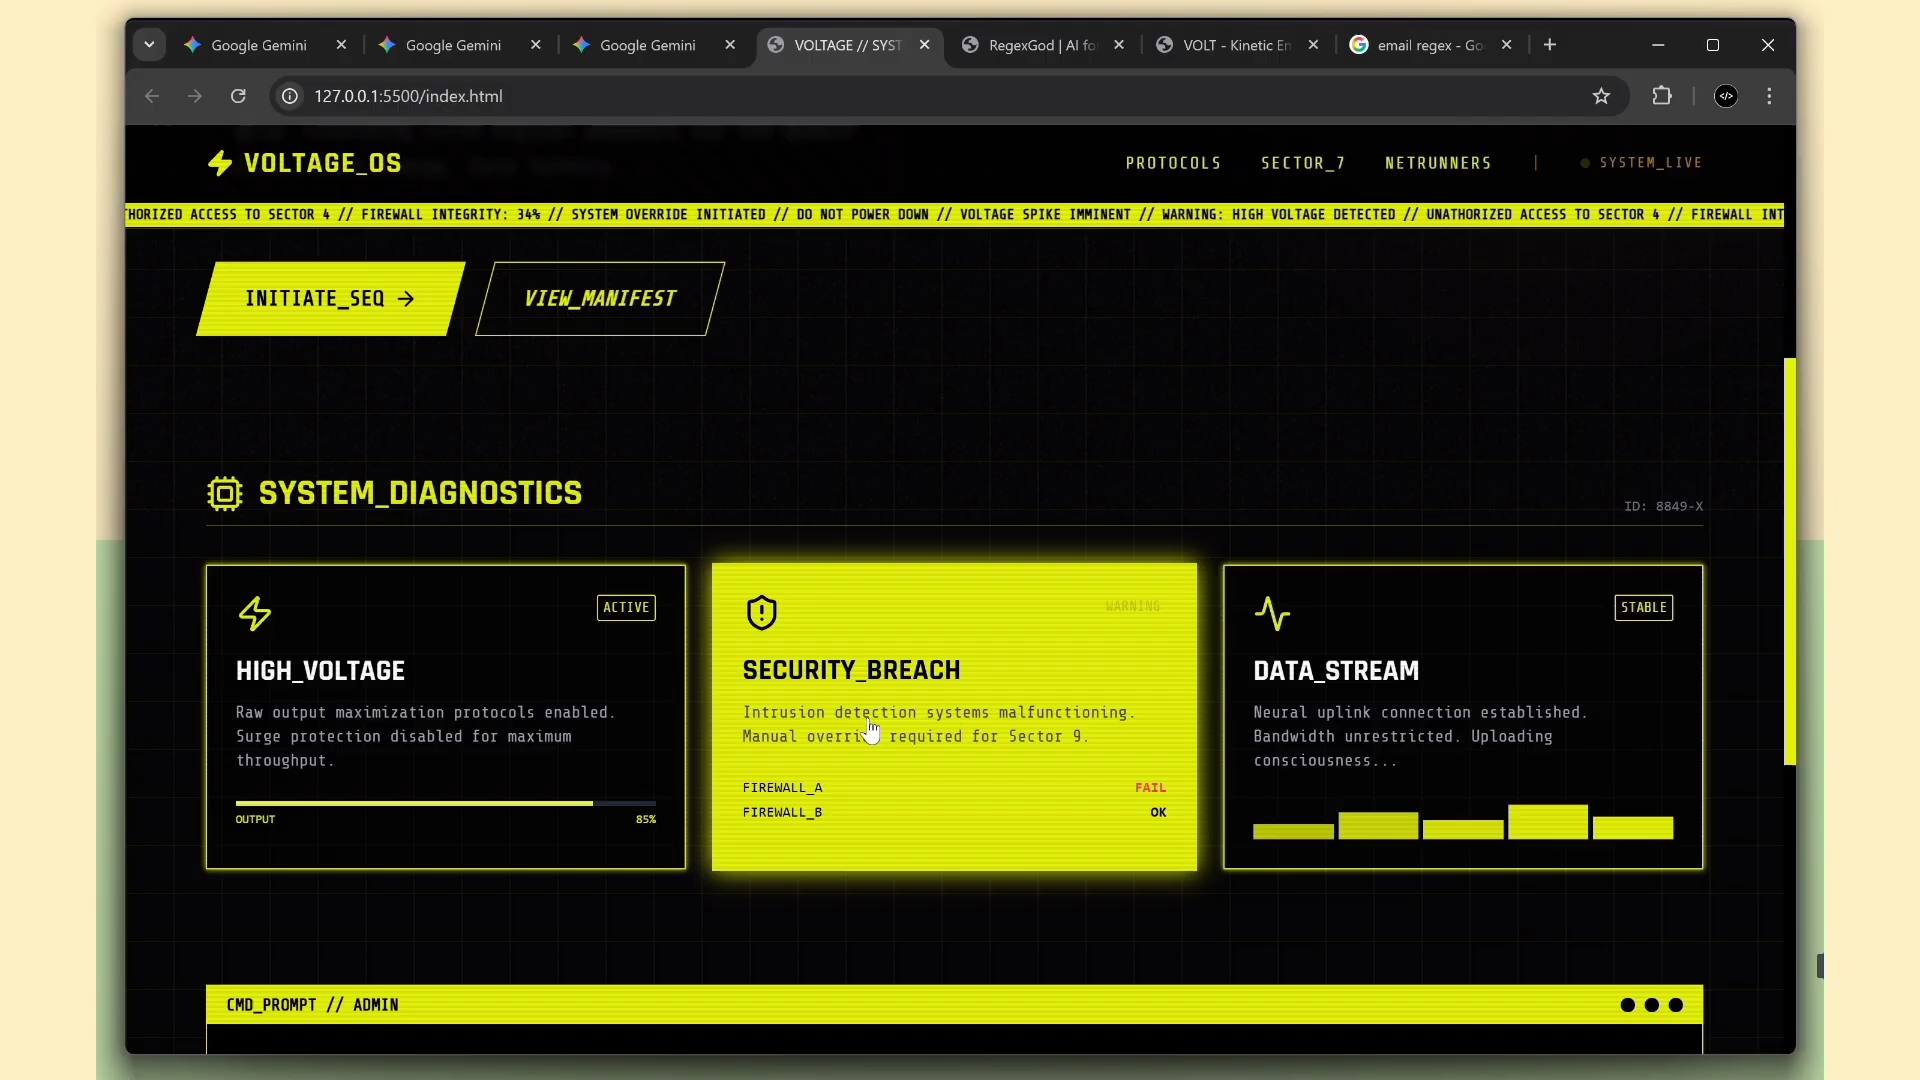 Google Gemini
Google Gemini
Google Gemini
VOLTAGE // SYST
RegexGod | AI fo
VOLT - Kinetic En
email regex - Go
127.0.0.1:5500/index.html
VOLTAGE_OS
PROTOCOLS
SECTOR_7
NETRUNNERS
|
SYSTEM_LIVE
HORIZED ACCESS TO SECTOR 4 // FIREWALL INTEGRITY: 34% // SYSTEM OVERRIDE INITIATED // DO NOT POWER DOWN // VOLTAGE SPIKE IMMINENT // WARNING: HIGH VOLTAGE DETECTED // UNATHORIZED ACCESS TO SECTOR 4 // FIREWALL INT
INITIATE_SEQ →
VIEW_MANIFEST
SYSTEM_DIAGNOSTICS
ID: 8849-X
ACTIVE
HIGH_VOLTAGE
Raw output maximization protocols enabled.
Surge protection disabled for maximum
throughput.
OUTPUT
85%
WARNING
SECURITY_BREACH
Intrusion detection systems malfunctioning.
Manual override required for Sector 9.
FIREWALL_A
FAIL
FIREWALL_B
OK
STABLE
DATA_STREAM
Neural uplink connection established.
Bandwidth unrestricted. Uploading
consciousness...
CMD_PROMPT // ADMIN